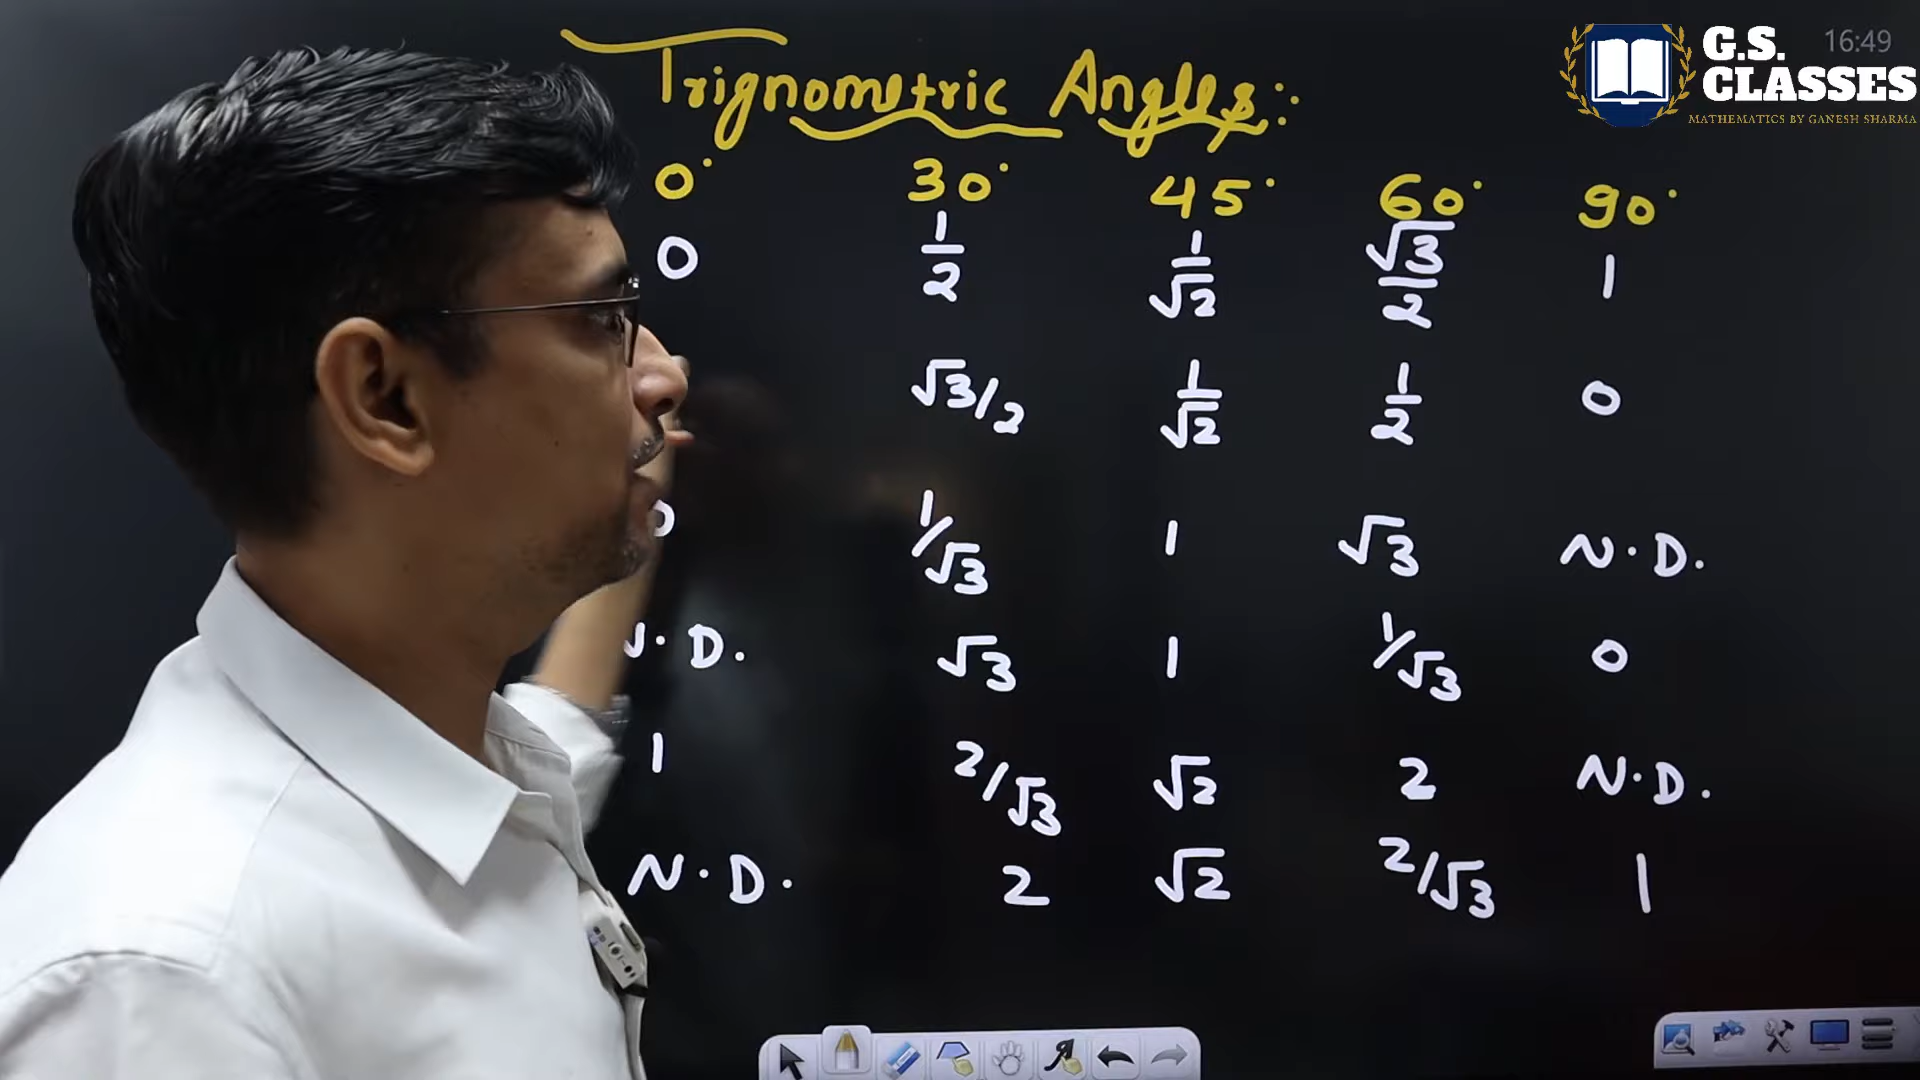 Trignometric Angles:
G.S. 16:49
CLASSES
MATHEMATICS BY GANESH SHARMA
0° 30° 45° 60° 90°
0 1/2 1/√2 √3/2 1
√3/2 1/√2 1/2 0
0 1/√3 1 √3 N.D.
.D. √3 1 1/√3 0
1 2/√3 √2 2 N.D.
N.D. 2 √2 2/√3 1